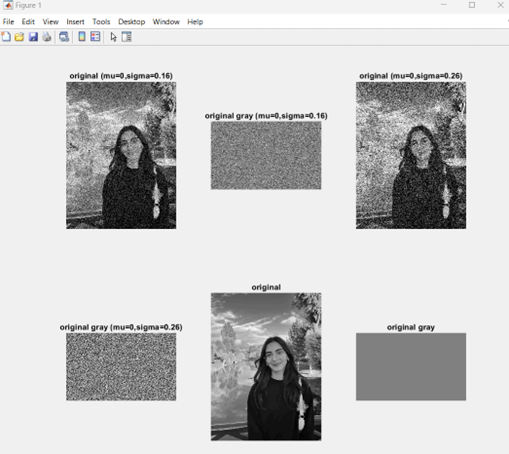 Figure 1
File Edit View Insert Tools Desktop Window Help
original (mu=0,sigma=0.16)
original gray (mu=0,sigma=0.16)
original (mu=0,sigma=0.26)
original gray (mu=0,sigma=0.26)
original
original gray